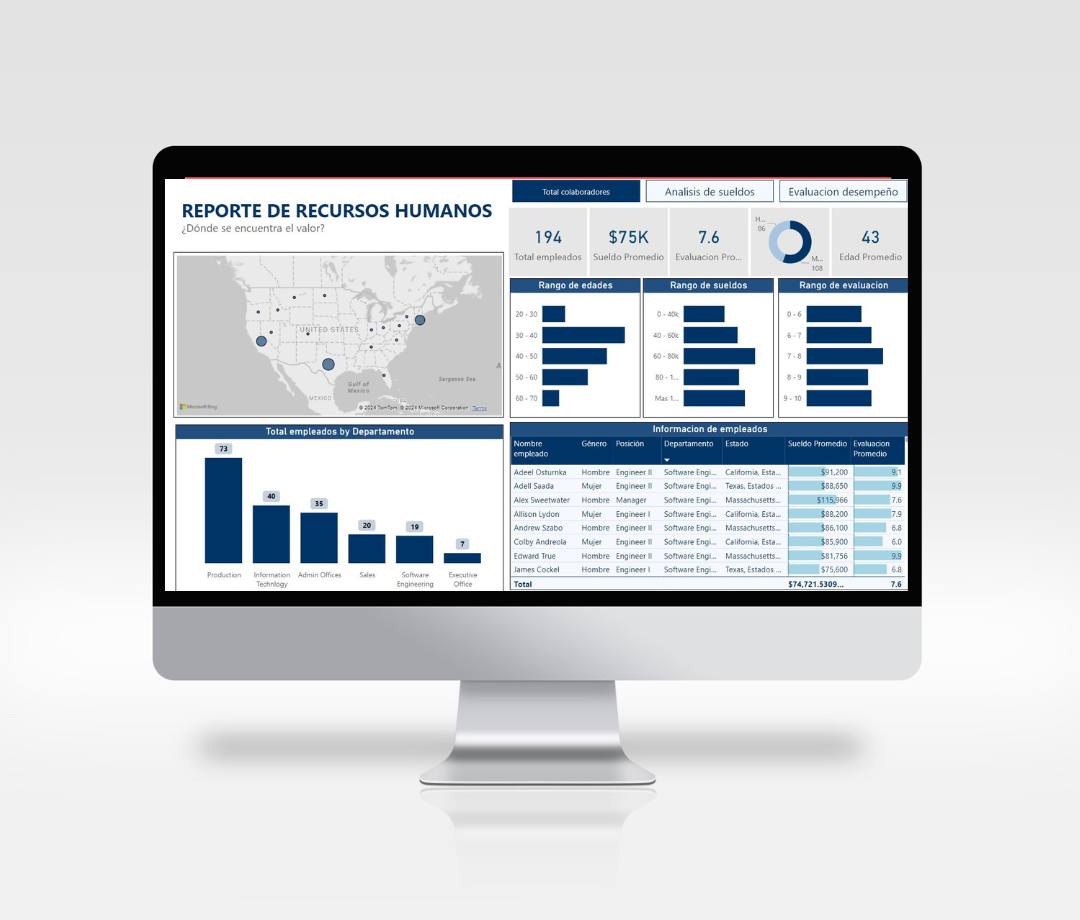 REPORTE DE RECURSOS HUMANOS
¿Dónde se encuentra el valor?
Total colaboradores
Analisis de sueldos
Evaluacion desempeño
194
Total empleados
$75K
Sueldo Promedio
7.6
Evaluacion Pro...
H...
86
M...
108
43
Edad Promedio
UNITED STATES
Gulf of
Mexico
MEXICO
Sargasso Sea
A
Microsoft Bing
© 2024 TomTom, © 2024 Microsoft Corporation Terms
Rango de edades
20 - 30
30 - 40
40 - 50
50 - 60
60 - 70
Rango de sueldos
0 - 40k
40 - 60k
60 - 80k
80 - 1...
Mas 1...
Rango de evaluacion
0 - 6
6 - 7
7 - 8
8 - 9
9 - 10
Total empleados by Departamento
73
40
35
20
19
7
Production
Information
Technlogy
Admin Offices
Sales
Software
Engineering
Executive
Office
Informacion de empleados
Nombre empleado Género Posición Departamento Estado Sueldo Promedio Evaluacion Promedio
Adeel Osturnka Hombre Engineer II Software Engi... California, Esta... $91,200 9.1
Adell Saada Mujer Engineer II Software Engi... Texas, Estados ... $88,650 9.9
Alex Sweetwater Hombre Manager Software Engi... Massachusetts... $115,966 7.6
Allison Lydon Mujer Engineer I Software Engi... California, Esta... $88,200 7.9
Andrew Szabo Hombre Engineer II Software Engi... Massachusetts... $86,100 6.8
Colby Andreola Mujer Engineer II Software Engi... California, Esta... $85,900 6.0
Edward True Hombre Engineer II Software Engi... Massachusetts... $81,756 9.9
James Cockel Hombre Engineer I Software Engi... Texas, Estados ... $75,600 6.8
Total $74,721.5309... 7.6